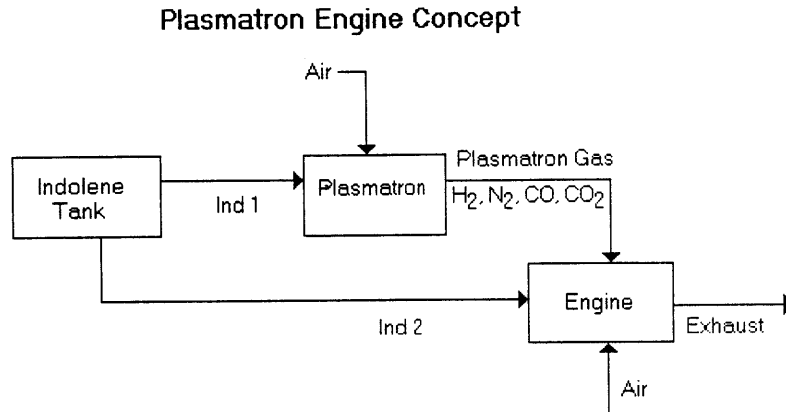 Plasmatron Engine Concept
Air
Indolene
Tank
Ind 1
Plasmatron
Plasmatron Gas
H₂, N₂, CO, CO₂
Ind 2
Engine
Exhaust
Air